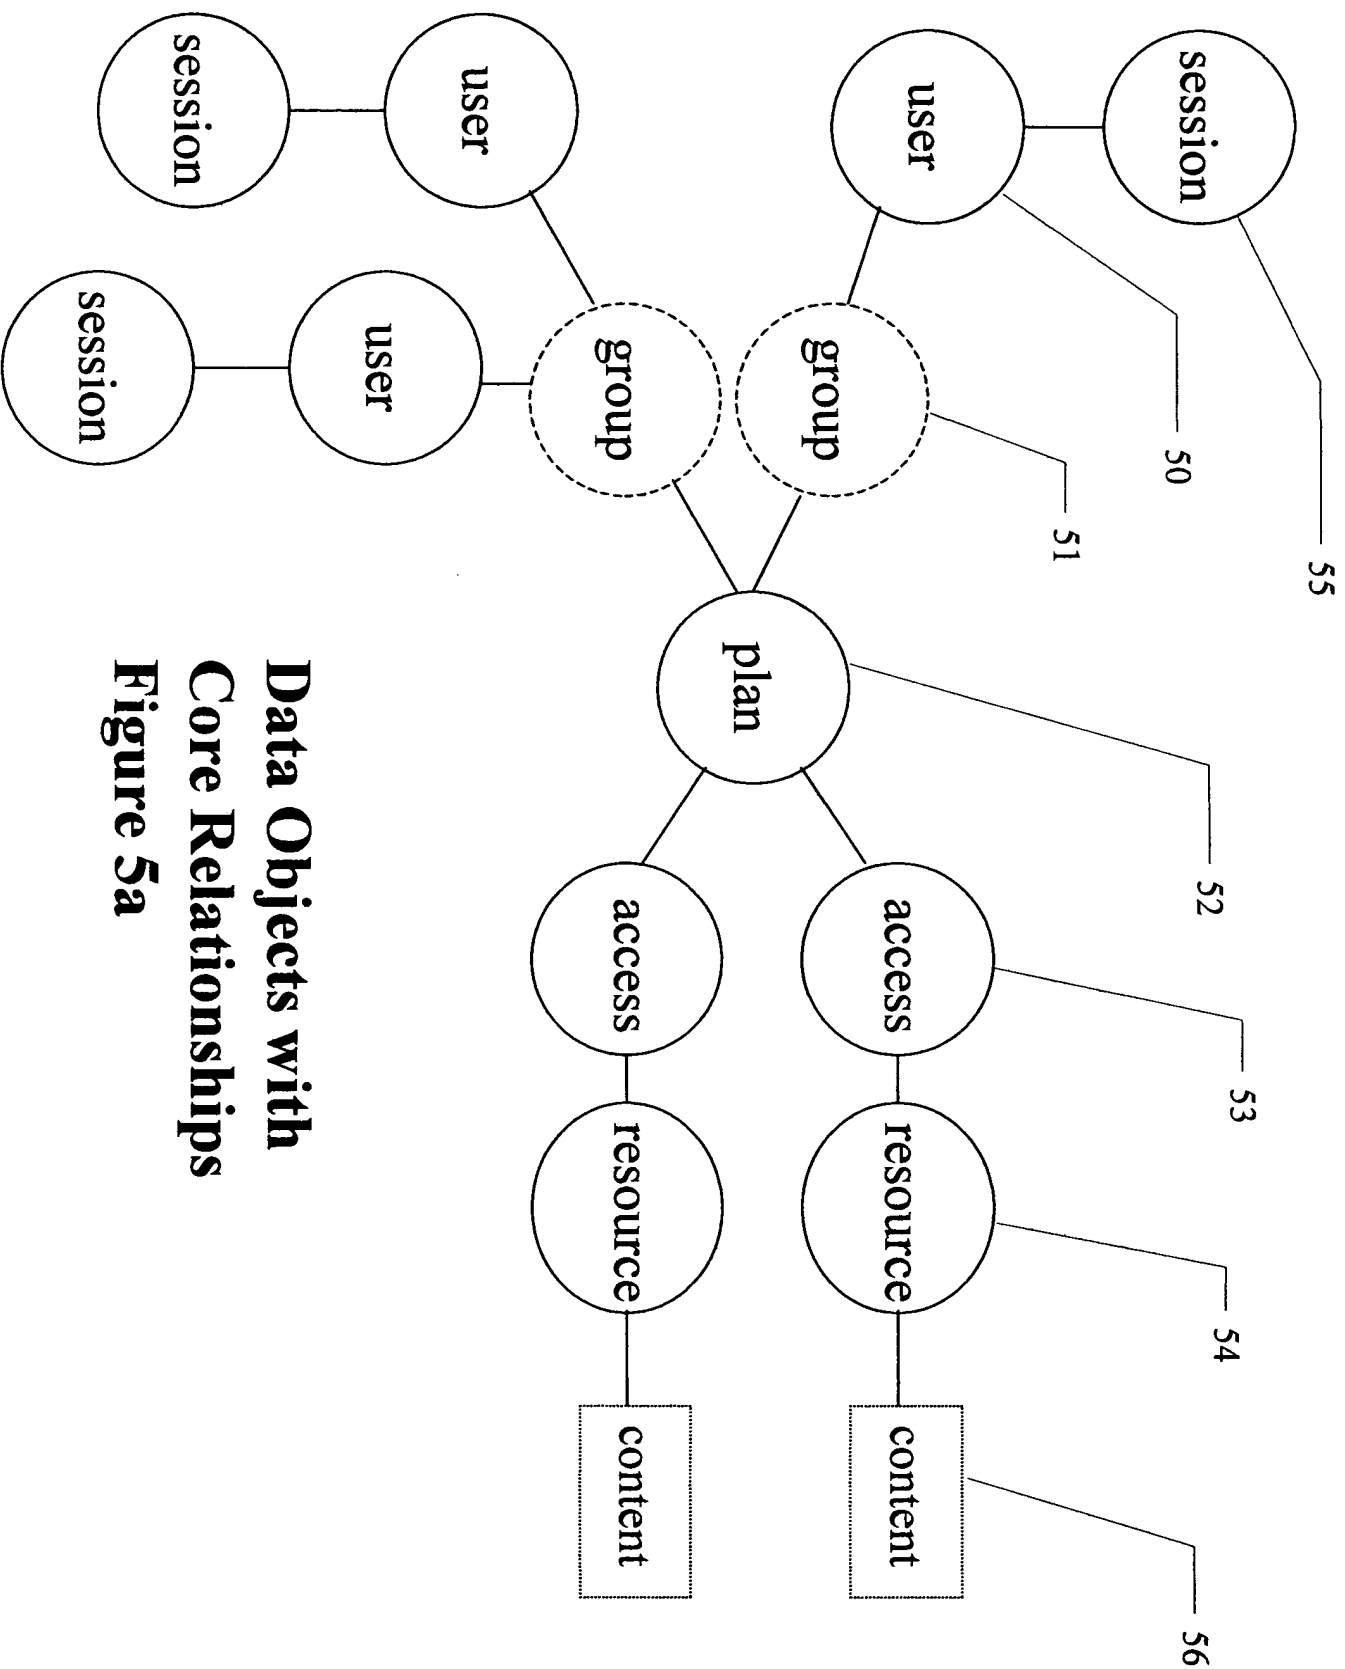 55
50
51
52
53
54
56
session
user
group
plan
access
resource
content
group
access
resource
content
user
session
user
session
Data Objects with
Core Relationships
Figure 5a